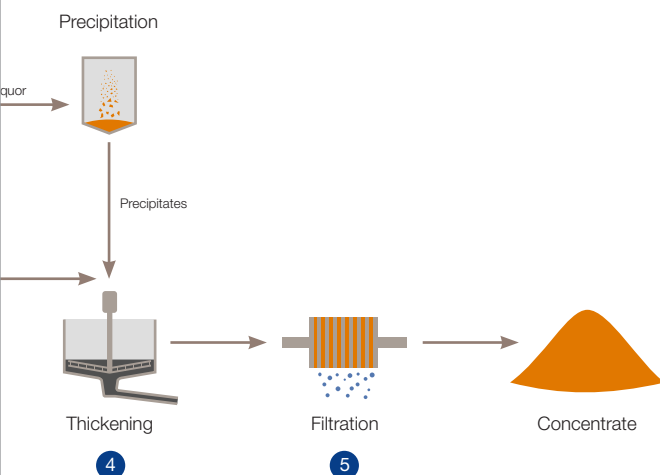 Precipitation
quor
Precipitates
Thickening
Filtration
Concentrate
4
5